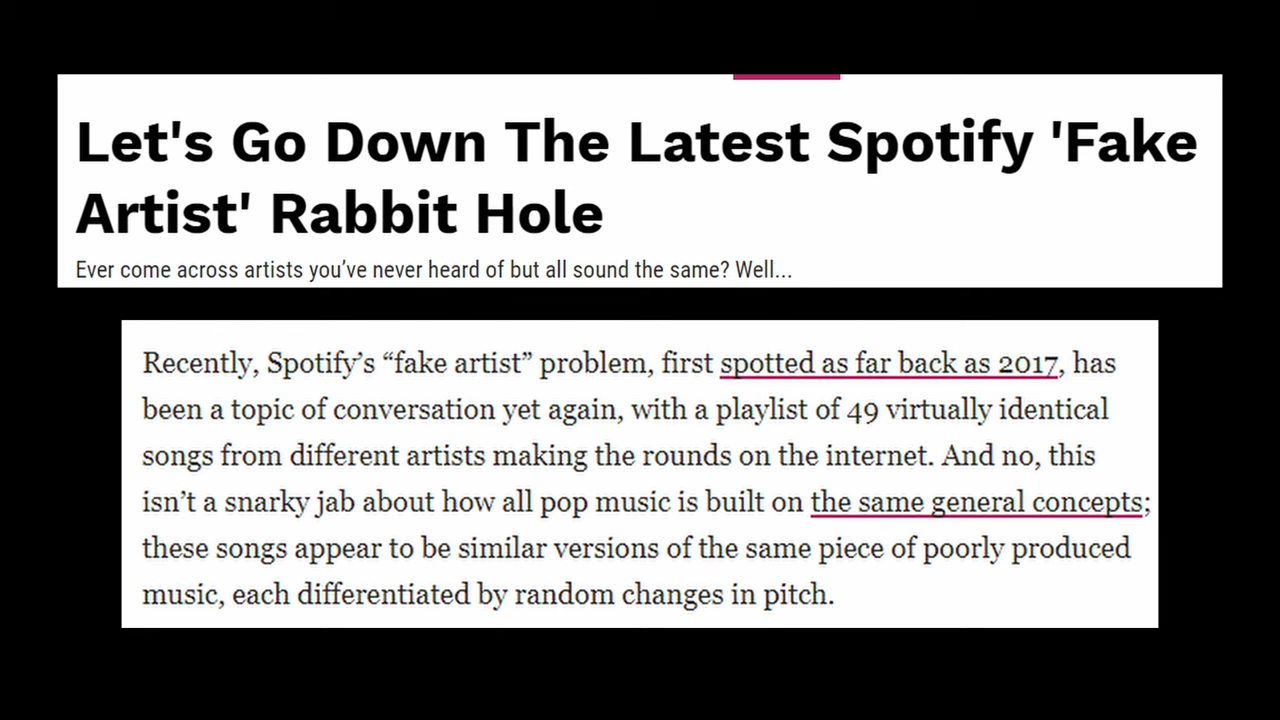 Let's Go Down The Latest Spotify 'Fake
Artist' Rabbit Hole
Ever come across artists you’ve never heard of but all sound the same? Well...
Recently, Spotify’s “fake artist” problem, first spotted as far back as 2017, has
been a topic of conversation yet again, with a playlist of 49 virtually identical
songs from different artists making the rounds on the internet. And no, this
isn’t a snarky jab about how all pop music is built on the same general concepts;
these songs appear to be similar versions of the same piece of poorly produced
music, each differentiated by random changes in pitch.